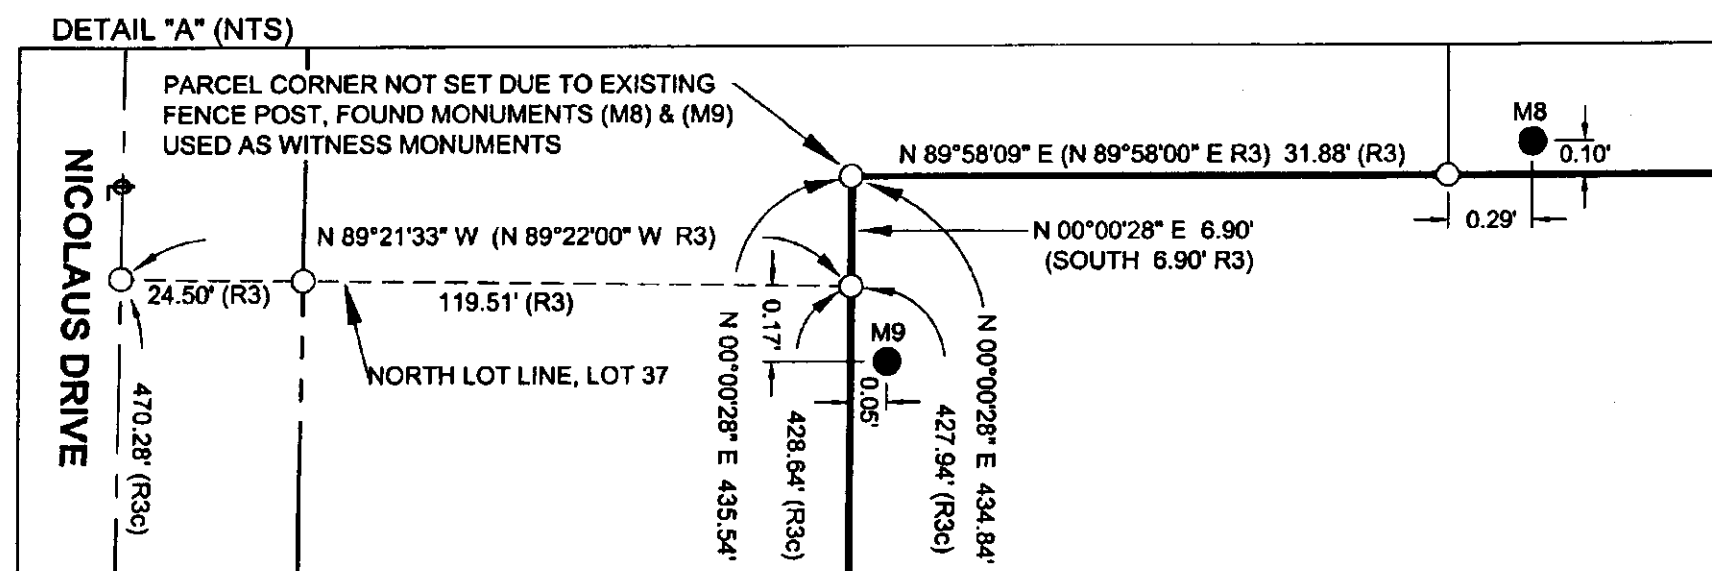 DETAIL "A" (NTS)
PARCEL CORNER NOT SET DUE TO EXISTING
FENCE POST, FOUND MONUMENTS (M8) & (M9)
USED AS WITNESS MONUMENTS
M8
0.10'
N 89°58'09" E (N 89°58'00" E R3) 31.88' (R3)
0.29'
N 00°00'28" E 6.90'
(SOUTH 6.90' R3)
N 89°21'33" W (N 89°22'00" W R3)
24.50' (R3)
119.51' (R3)
NORTH LOT LINE, LOT 37
NICOLAUS DRIVE
470.28' (R3c)
0.17'
M9
0.05'
N 00°00'28" E 435.54'
428.64' (R3c)
427.94' (R3c)
N 00°00'28" E 434.84'